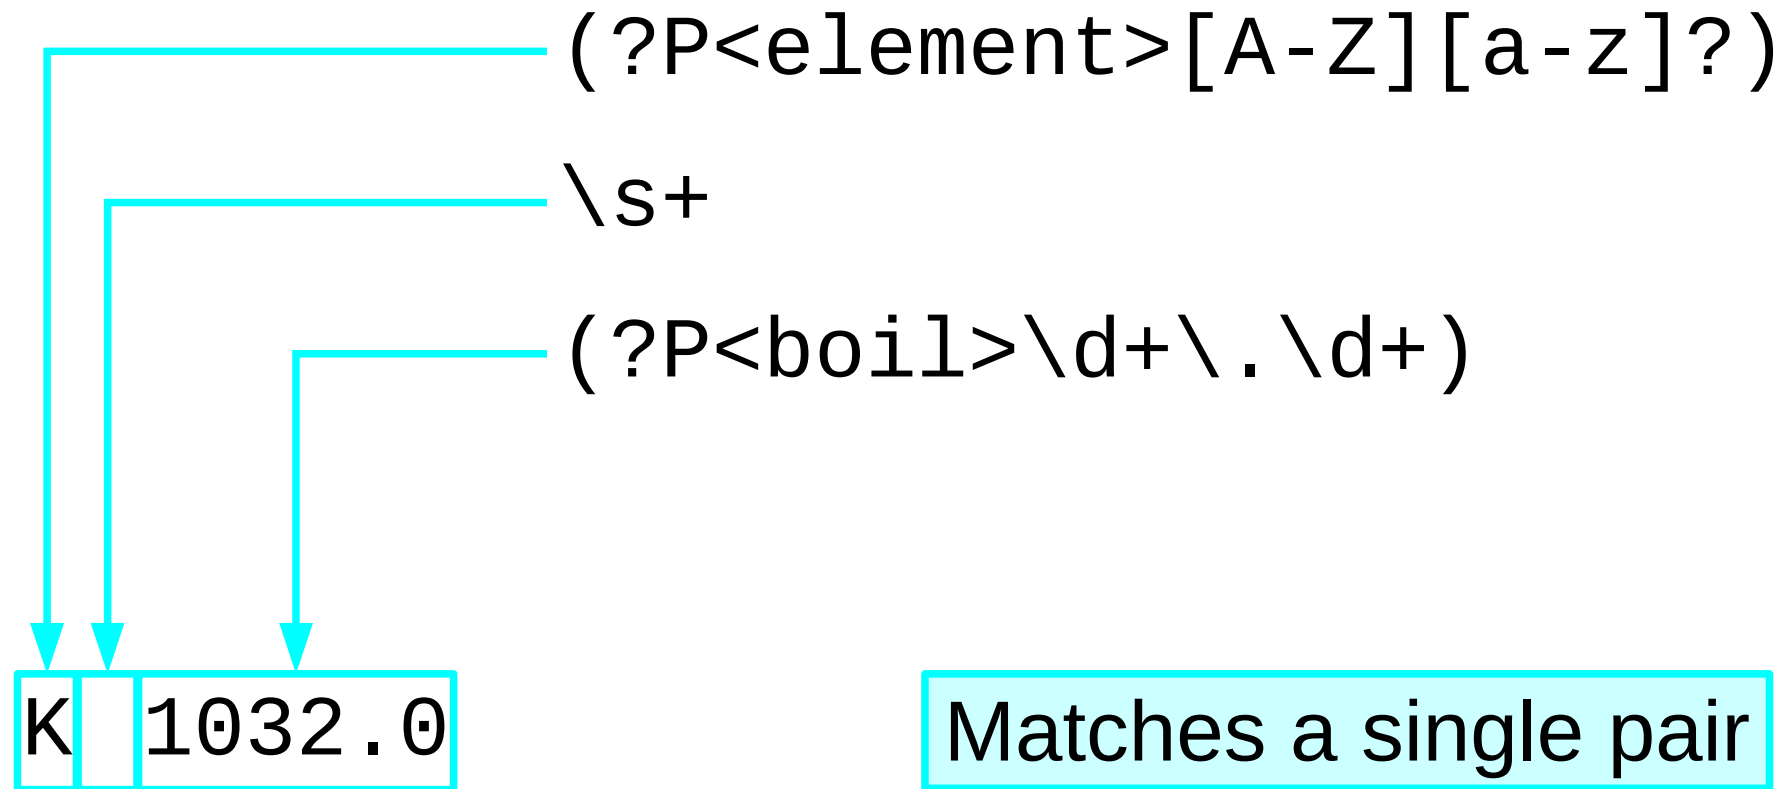 (?P<element>[A-Z][a-z]?)
\s+
(?P<boil>\d+\.\d+)
K 1032.0
Matches a single pair